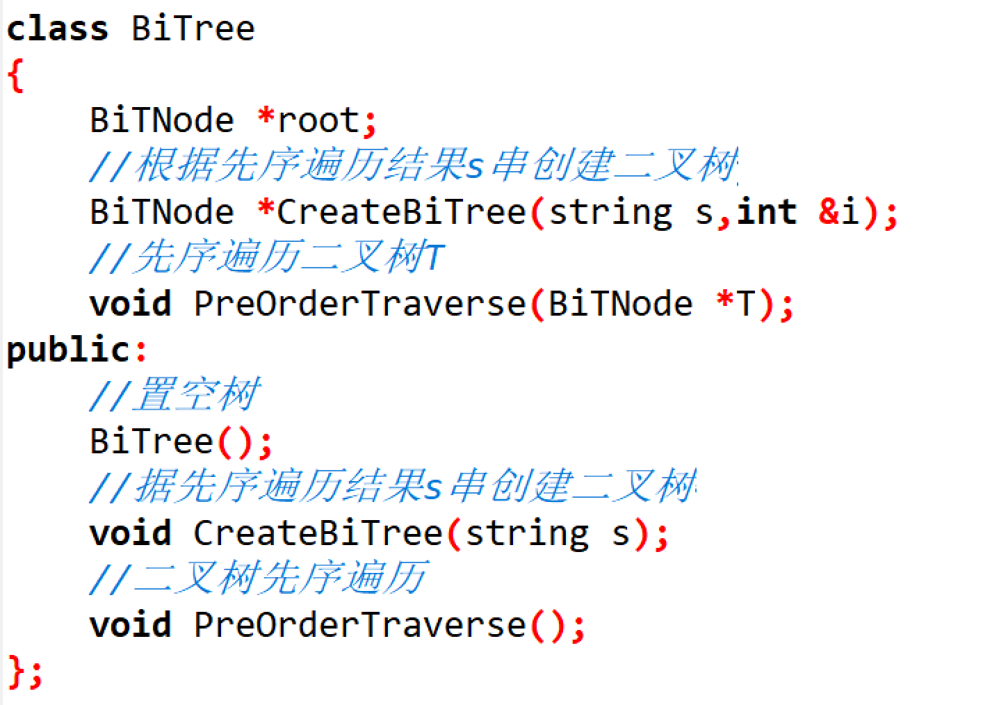 class BiTree
{
BiTNode *root;
//根据先序遍历结果s串创建二叉树
BiTNode *CreateBiTree(string s,int &i);
//先序遍历二叉树T
void PreOrderTraverse(BiTNode *T);
public:
//置空树
BiTree();
//据先序遍历结果s串创建二叉树
void CreateBiTree(string s);
//二叉树先序遍历
void PreOrderTraverse();
};